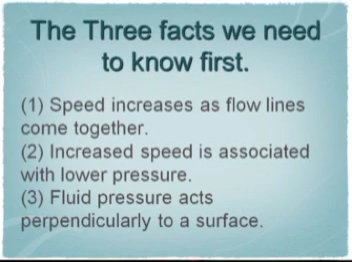 The Three facts we need
to know first.
(1) Speed increases as flow lines
come together.
(2) Increased speed is associated
with lower pressure.
(3) Fluid pressure acts
perpendicularly to a surface.